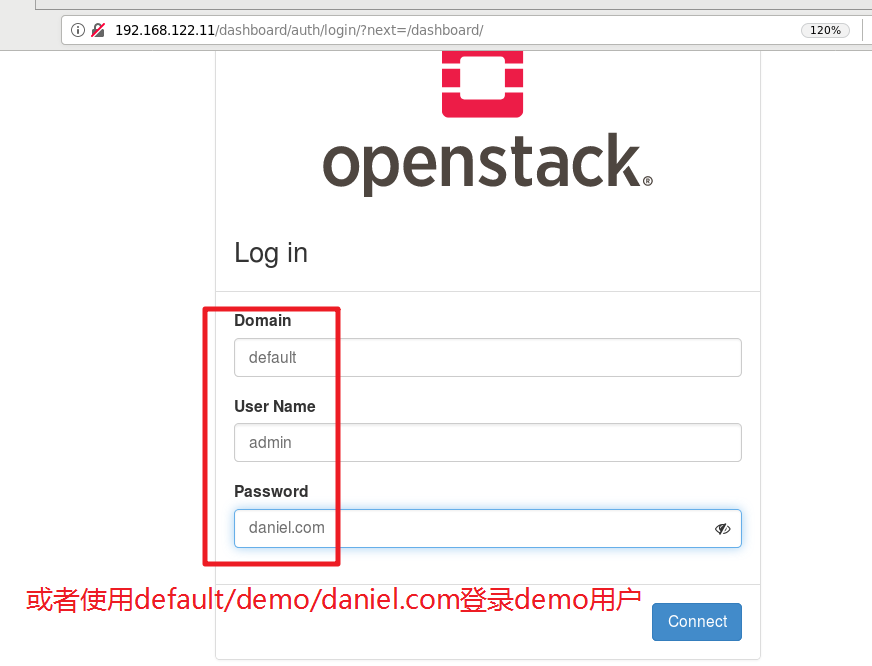 192.168.122.11/dashboard/auth/login/?next=/dashboard/
120%
openstack®
Log in
Domain
default
User Name
admin
Password
daniel.com
或者使用default/demo/daniel.com登录demo用户
Connect